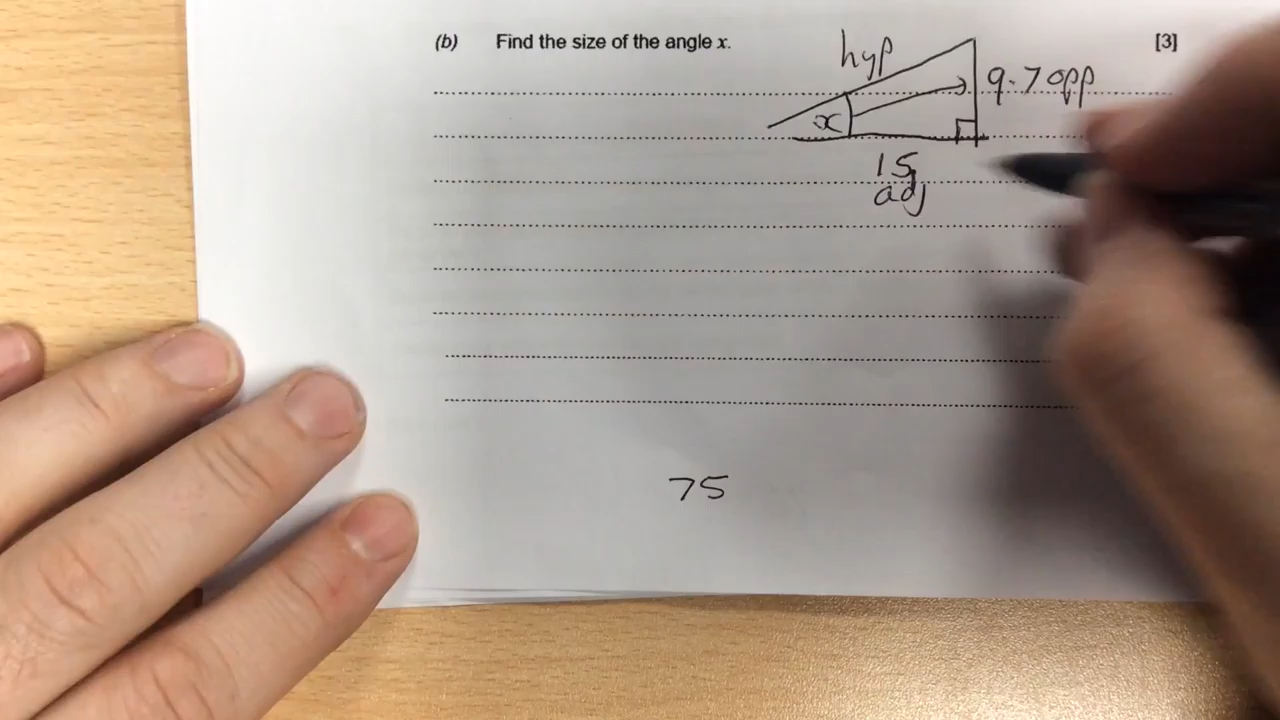 (b) Find the size of the angle x. [3]
hyp
9.7 opp
x
15
adj
75